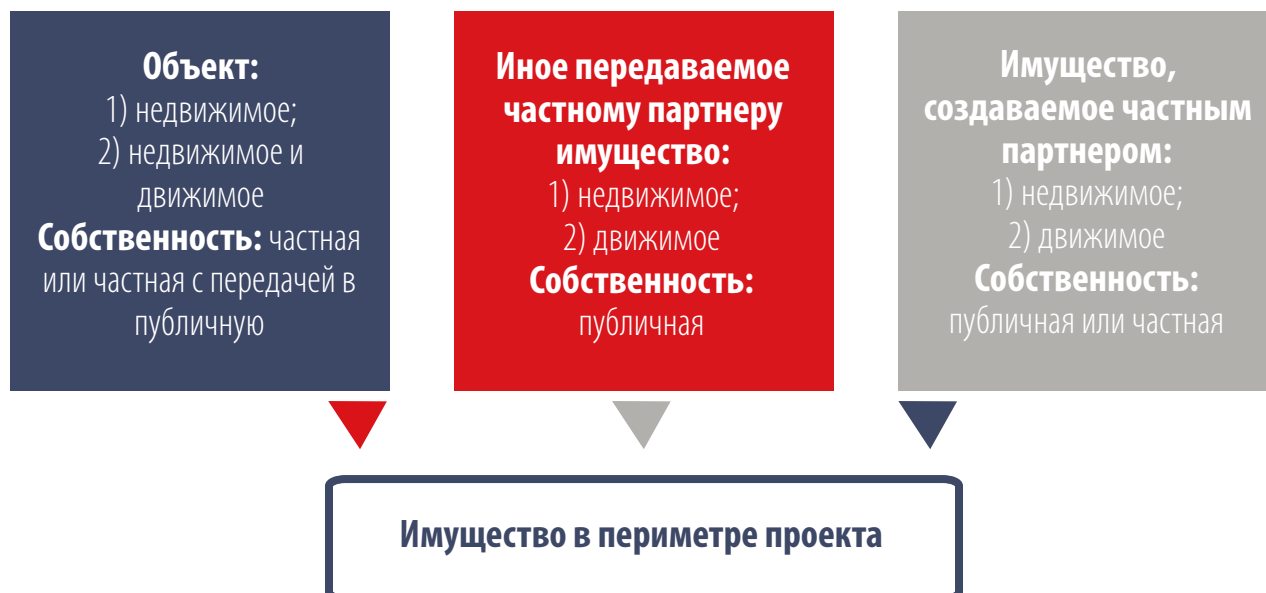 Объект:
1) недвижимое;
2) недвижимое и
движимое
Собственность: частная
или частная с передачей в
публичную
Иное передаваемое
частному партнеру
имущество:
1) недвижимое;
2) движимое
Собственность:
публичная
Имущество,
создаваемое частным
партнером:
1) недвижимое;
2) движимое
Собственность:
публичная или частная
Имущество в периметре проекта